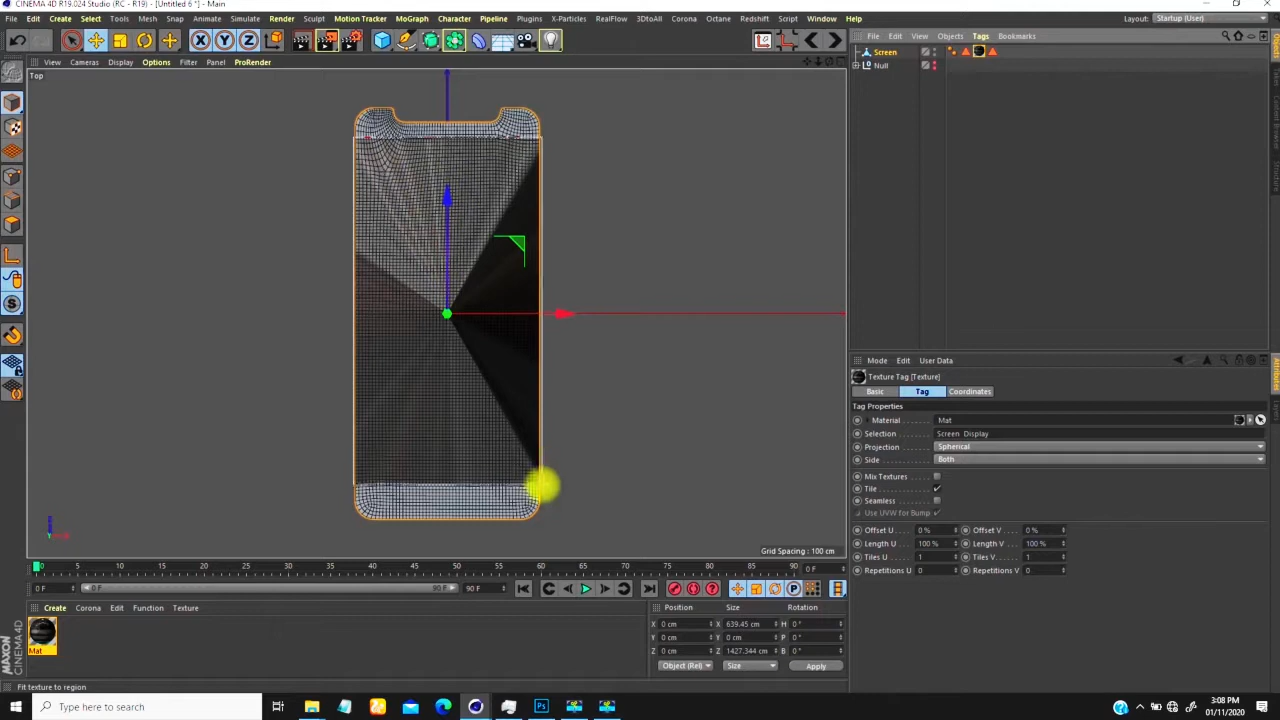 CINEMA 4D R19.024 Studio (RC - R19) - [Untitled 6 *] - Main
File Edit Create Select Tools Mesh Snap Animate Simulate Render Sculpt Motion Tracker MoGraph Character Pipeline Plugins X-Particles RealFlow 3DtoAll Corona Octane Redshift Script Window Help
Layout: Startup (User)
File Edit View Objects Tags Bookmarks
View Cameras Display Options Filter Panel ProRender
Top
Screen
Null
Grid Spacing : 100 cm
Mode Edit User Data
Texture Tag [Texture]
Basic Tag Coordinates
Tag Properties
Material Mat
Selection Screen Display
Projection Spherical
Side Both
Mix Textures
Tile
Seamless
Use UVW for Bump
Offset U 0 % Offset V 0 %
Length U 100 % Length V 100 %
Tiles U 1 Tiles V 1
Repetitions U 0 Repetitions V 0
0 5 10 15 20 25 30 35 40 45 50 55 60 65 70 75 80 85 90 0 F
0 F 0 F 90 F 90 F
Create Corona Edit Function Texture
Mat
Position Size Rotation
X 0 cm X 639.45 cm H 0 °
Y 0 cm Y 0 cm P 0 °
Z 0 cm Z 1427.344 cm B 0 °
Object (Rel) Size Apply
MAXON CINEMA 4D
Fit texture to region
Type here to search
3:08 PM
01/11/2020